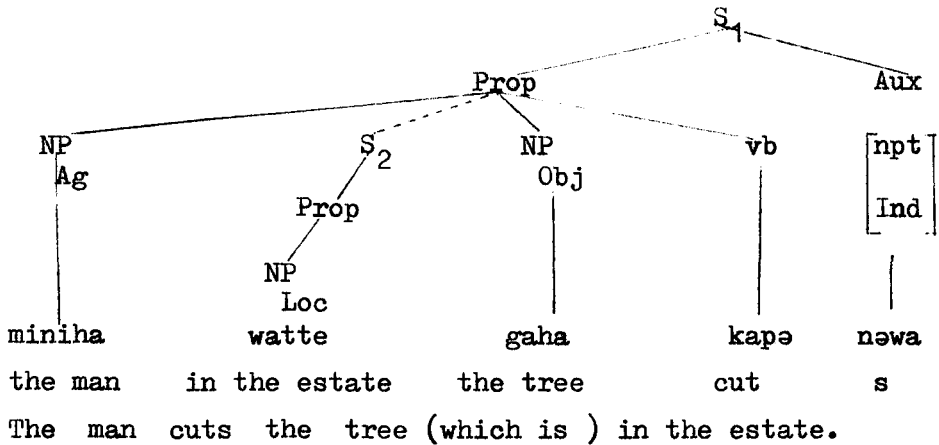 S1
Prop Aux
NP S2 NP vb [npt
Ag Obj Ind]
Prop
NP
Loc
miniha watte gaha kapə nəwa
the man in the estate the tree cut s
The man cuts the tree (which is ) in the estate.